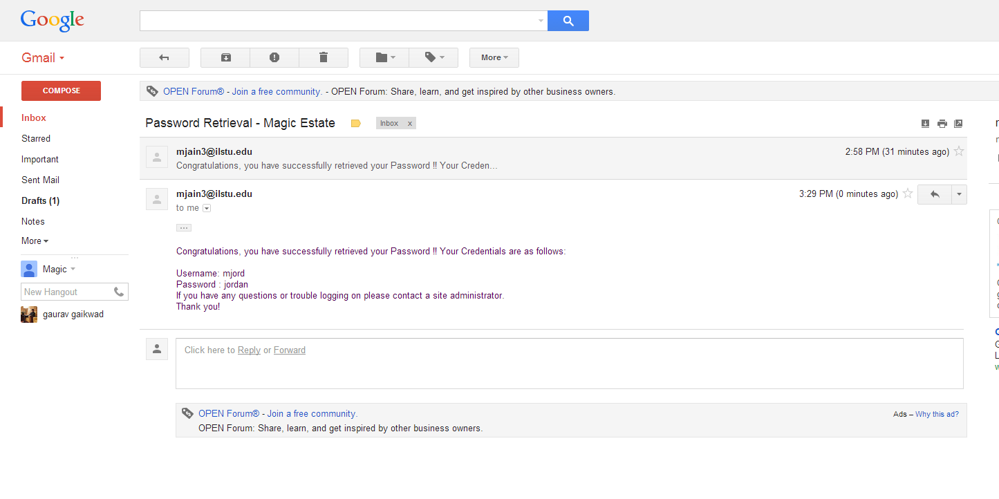 Google
Gmail
More
COMPOSE
OPEN Forum® - Join a free community. - OPEN Forum: Share, learn, and get inspired by other business owners.
Inbox
Starred
Important
Sent Mail
Drafts (1)
Notes
More
Magic
New Hangout
gaurav gaikwad
Password Retrieval - Magic Estate
Inbox x
mjain3@ilstu.edu 2:58 PM (31 minutes ago)
Congratulations, you have successfully retrieved your Password !! Your Creden...
mjain3@ilstu.edu 3:29 PM (0 minutes ago)
to me
Congratulations, you have successfully retrieved your Password !! Your Credentials are as follows:
Username: mjord
Password : jordan
If you have any questions or trouble logging on please contact a site administrator.
Thank you!
Click here to Reply or Forward
OPEN Forum® - Join a free community. Ads – Why this ad?
OPEN Forum: Share, learn, and get inspired by other business owners.